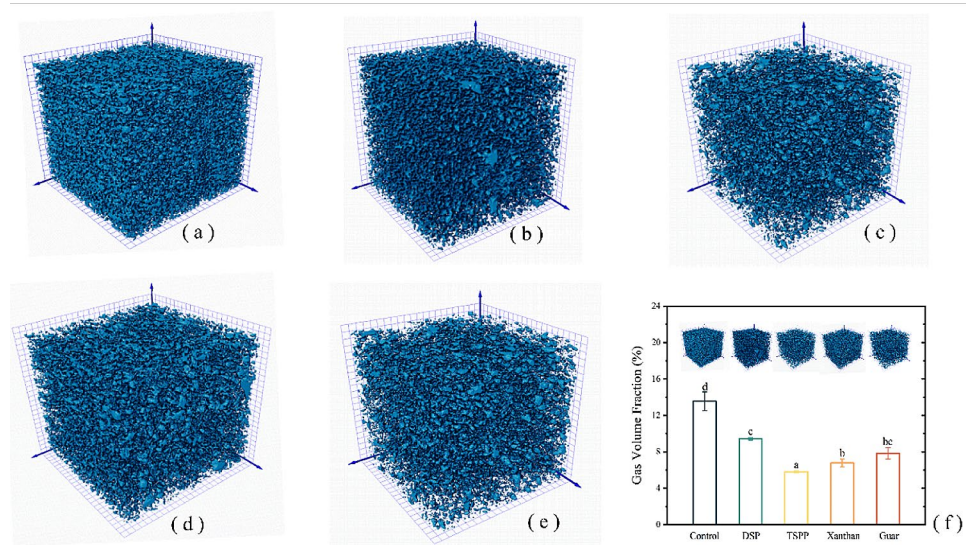 ( a )
( b )
( c )
( d )
( e )
Gas Volume Fraction (%)
24
20
16
12
8
4
0
d
c
a
b
bc
Control DSP TSPP Xanthan Guar
( f )